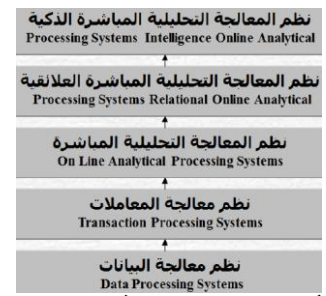 نظم المعالجة التحليلية المباشرة الذكية
Processing Systems Intelligence Online Analytical
نظم المعالجة التحليلية المباشرة العلائقية
Processing Systems Relational Online Analytical
نظم المعالجة التحليلية المباشرة
On Line Analytical Processing Systems
نظم معالجة المعاملات
Transaction Processing Systems
نظم معالجة البيانات
Data Processing Systems